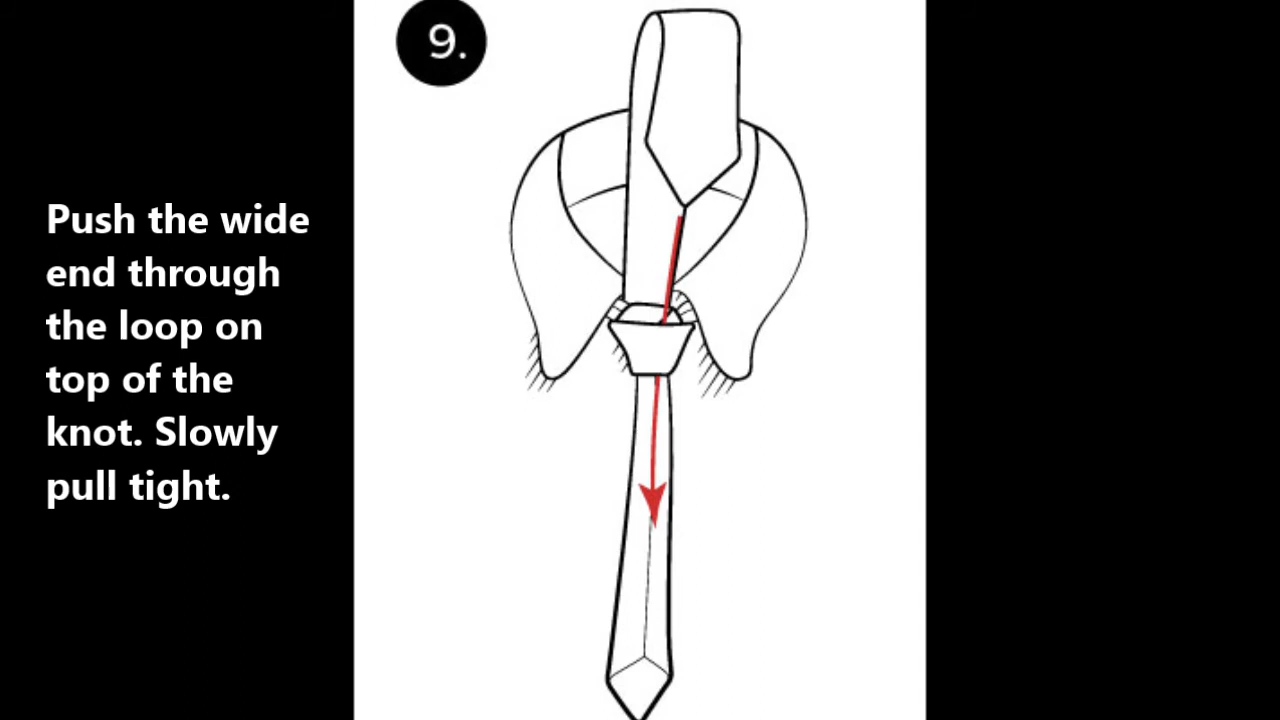 9.
Push the wide
end through
the loop on
top of the
knot. Slowly
pull tight.